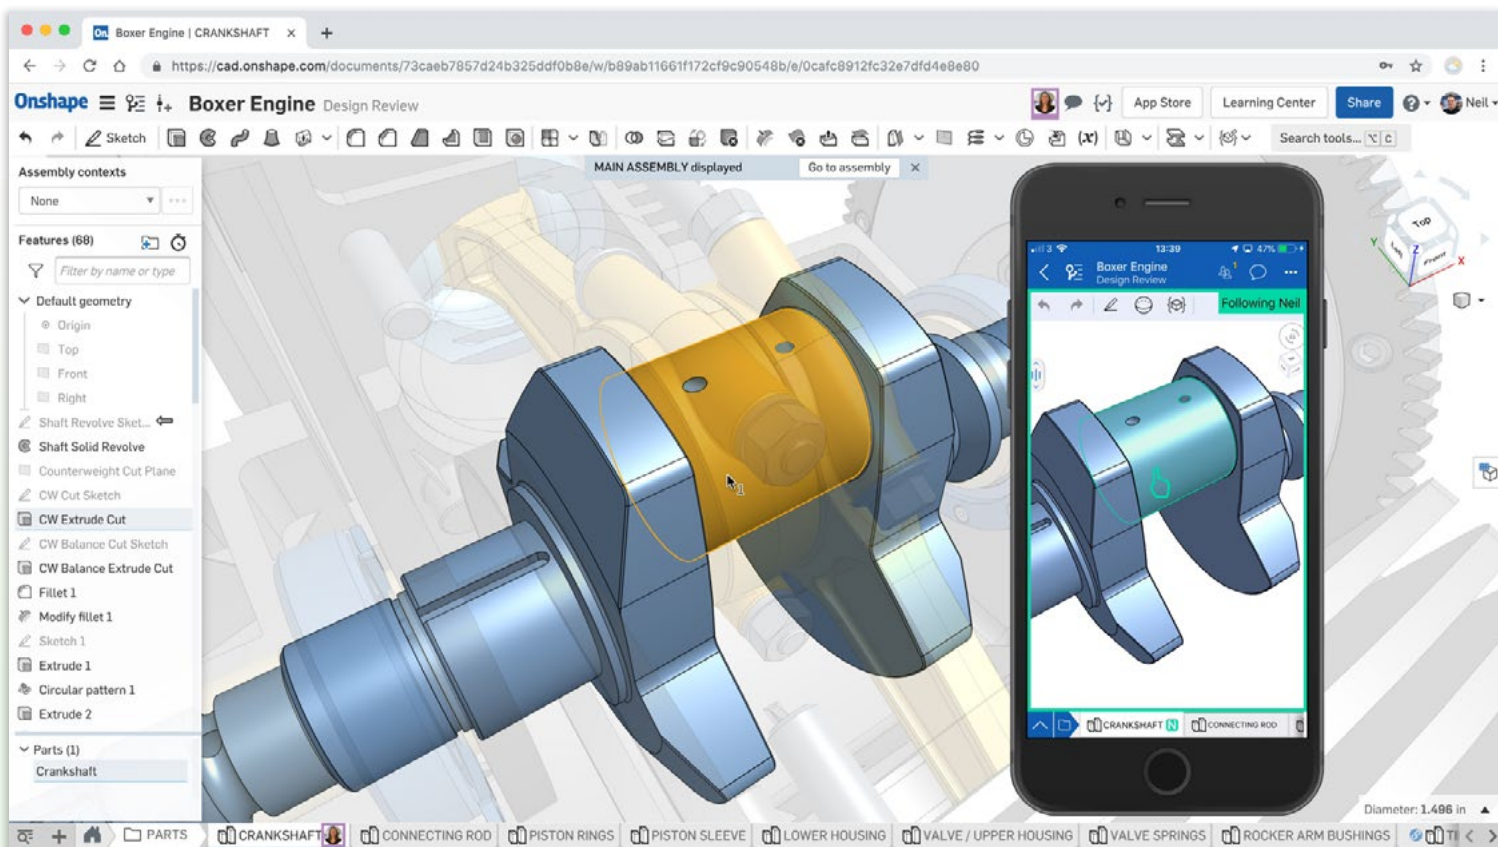 On. Boxer Engine | CRANKSHAFT × +
https://cad.onshape.com/documents/73caeb7857d24b325ddf0b8e/w/b89ab11661f172cf9c90548b/e/0cafc8912fc32e7dfd4e8e80
Onshape Boxer Engine Design Review App Store Learning Center Share Neil
Sketch (x) Search tools... ⌥ C
Assembly contexts
None
MAIN ASSEMBLY displayed Go to assembly ×
Features (68)
Filter by name or type
Default geometry
Origin
Top
Front
Right
Shaft Revolve Sket...
Shaft Solid Revolve
Counterweight Cut Plane
CW Cut Sketch
CW Extrude Cut
CW Balance Cut Sketch
CW Balance Extrude Cut
Fillet 1
Modify fillet 1
Sketch 1
Extrude 1
Circular pattern 1
Extrude 2
Parts (1)
Crankshaft
1
3 13:39 47%
Boxer Engine
Design Review
1
Following Neil
CRANKSHAFT N CONNECTING ROD
Top
Front
Y Z X
Diameter: 1.496 in
PARTS CRANKSHAFT CONNECTING ROD PISTON RINGS PISTON SLEEVE LOWER HOUSING VALVE / UPPER HOUSING VALVE SPRINGS ROCKER ARM BUSHINGS